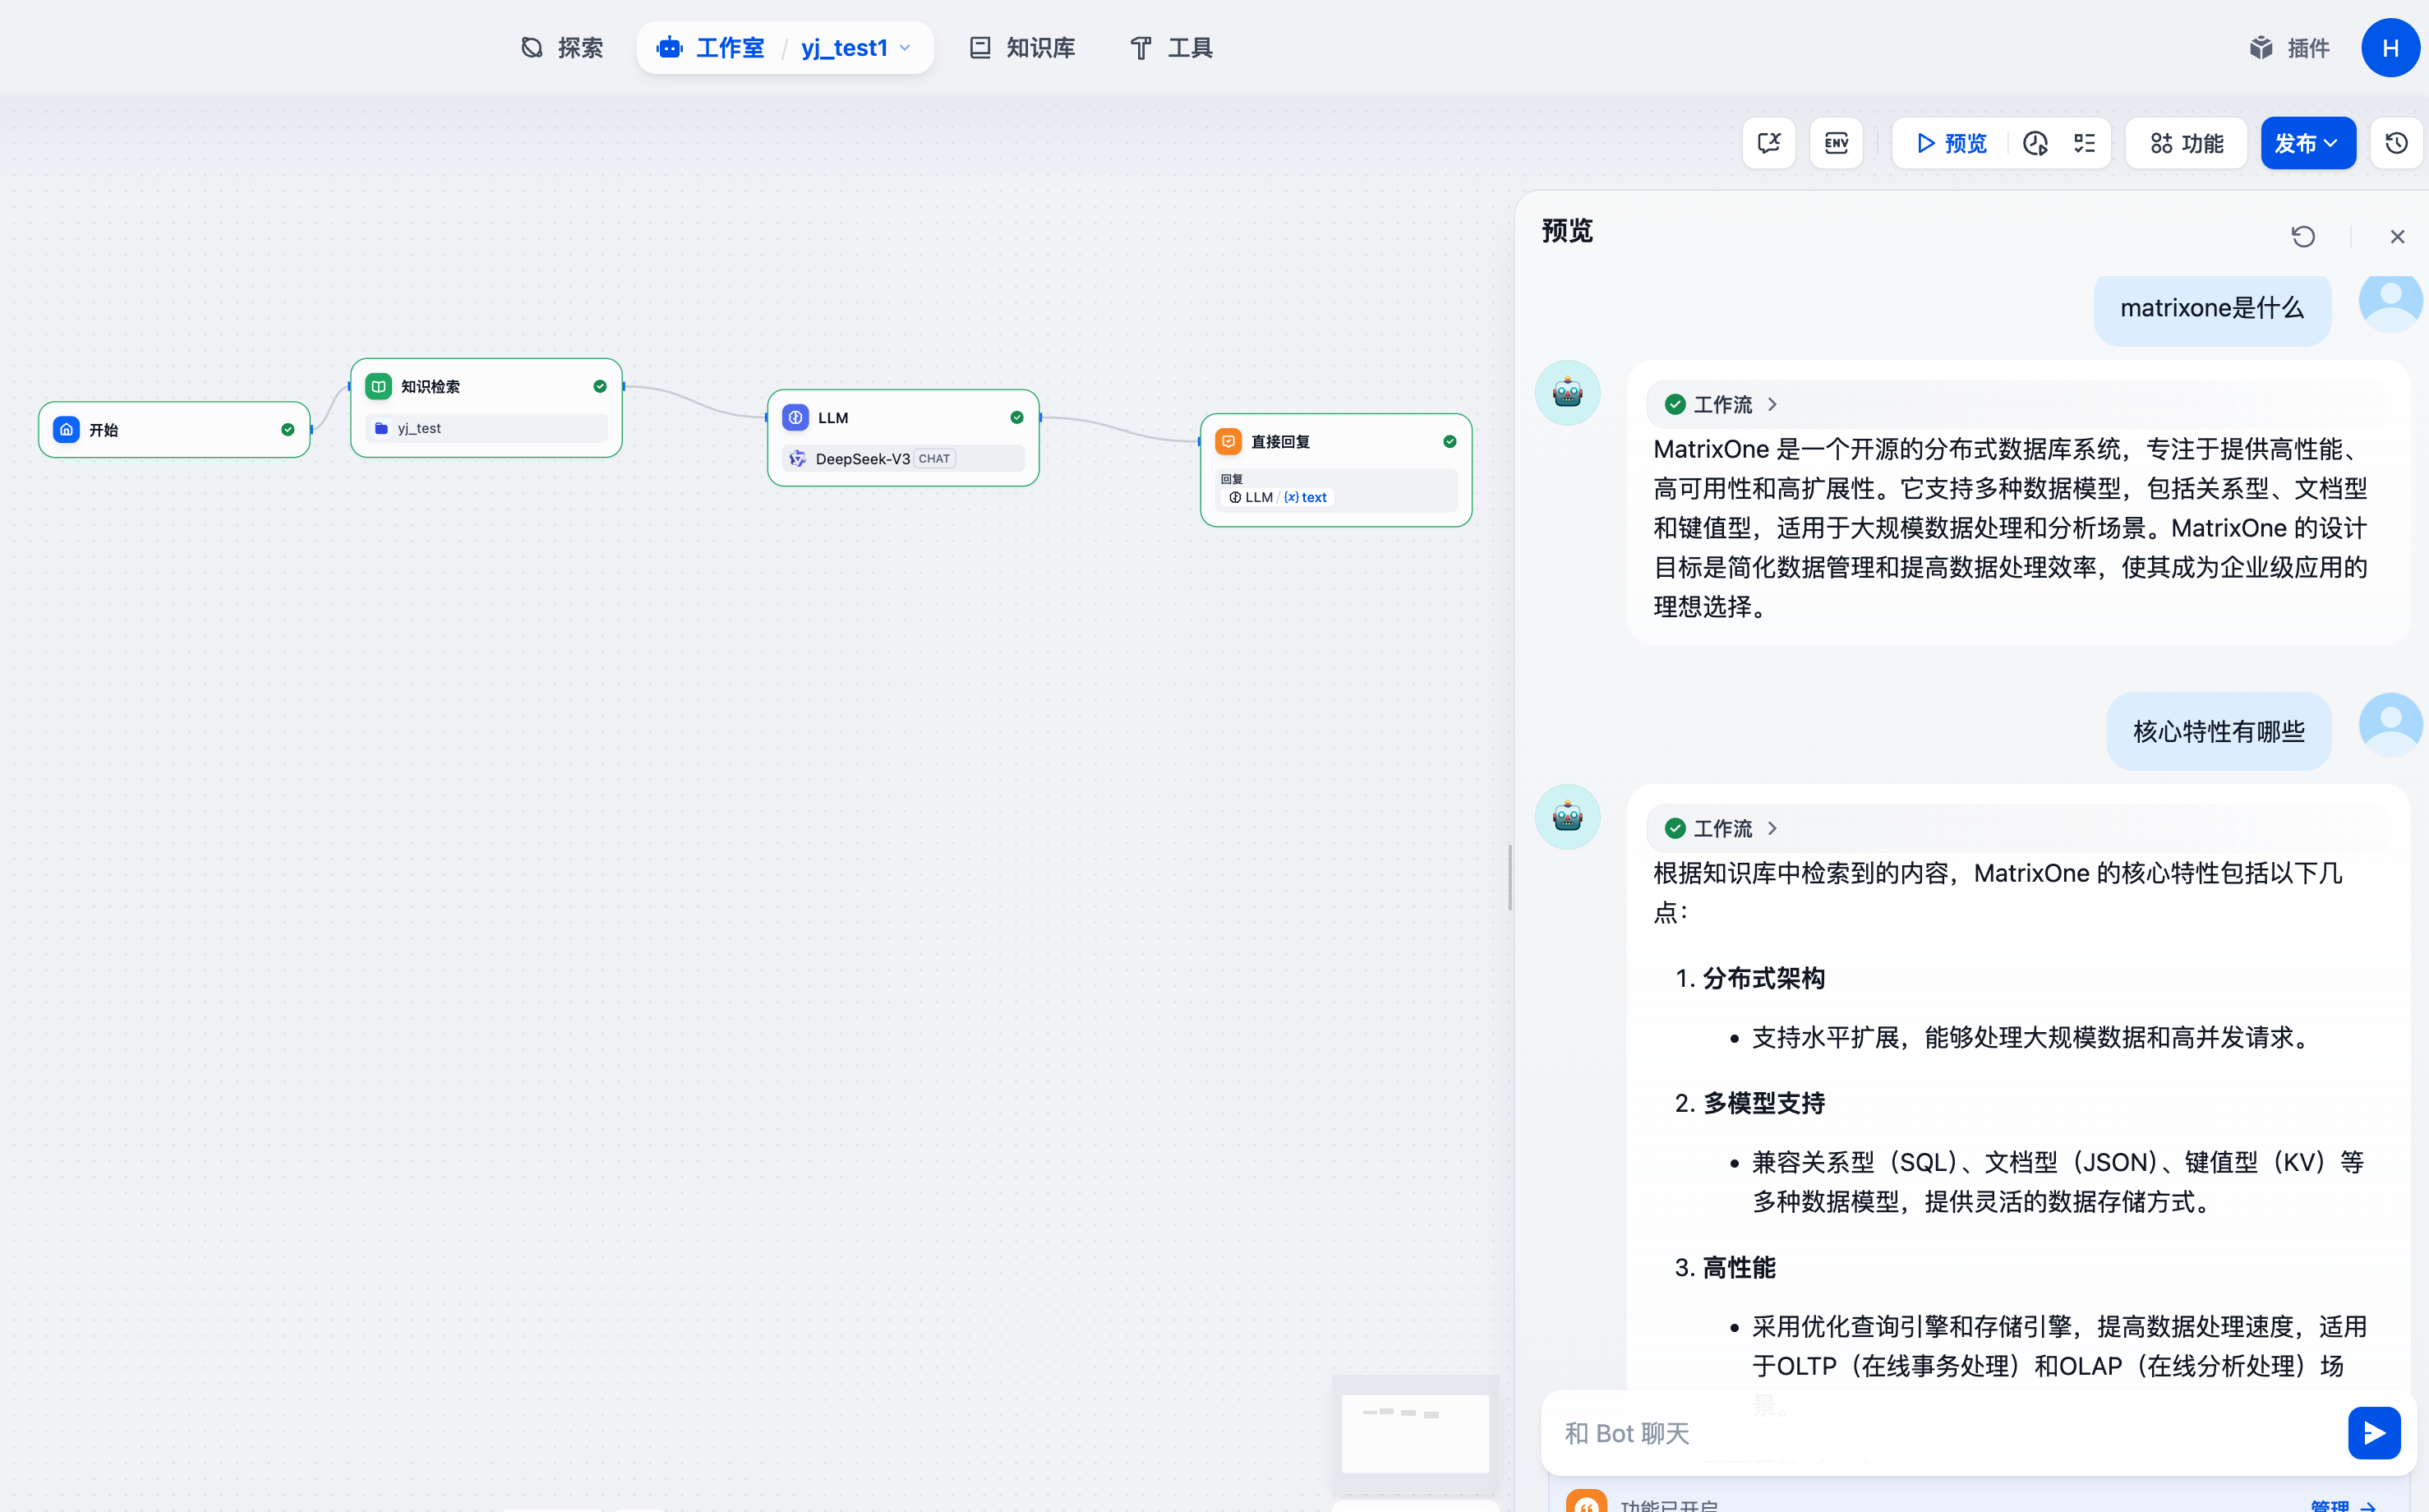 探索
工作室 / yj_test1
知识库
工具
插件
H
ENV
预览
功能
发布
开始
知识检索
yj_test
LLM
DeepSeek-V3 CHAT
直接回复
回复
LLM / {x} text
预览
matrixone是什么
工作流
MatrixOne 是一个开源的分布式数据库系统，专注于提供高性能、
高可用性和高扩展性。它支持多种数据模型，包括关系型、文档型
和键值型，适用于大规模数据处理和分析场景。MatrixOne 的设计
目标是简化数据管理和提高数据处理效率，使其成为企业级应用的
理想选择。
核心特性有哪些
工作流
根据知识库中检索到的内容，MatrixOne 的核心特性包括以下几
点：
1. 分布式架构
• 支持水平扩展，能够处理大规模数据和高并发请求。
2. 多模型支持
• 兼容关系型（SQL）、文档型（JSON）、键值型（KV）等
多种数据模型，提供灵活的数据存储方式。
3. 高性能
• 采用优化查询引擎和存储引擎，提高数据处理速度，适用
于OLTP（在线事务处理）和OLAP（在线分析处理）场
景。
和 Bot 聊天
功能已开启
管理 →